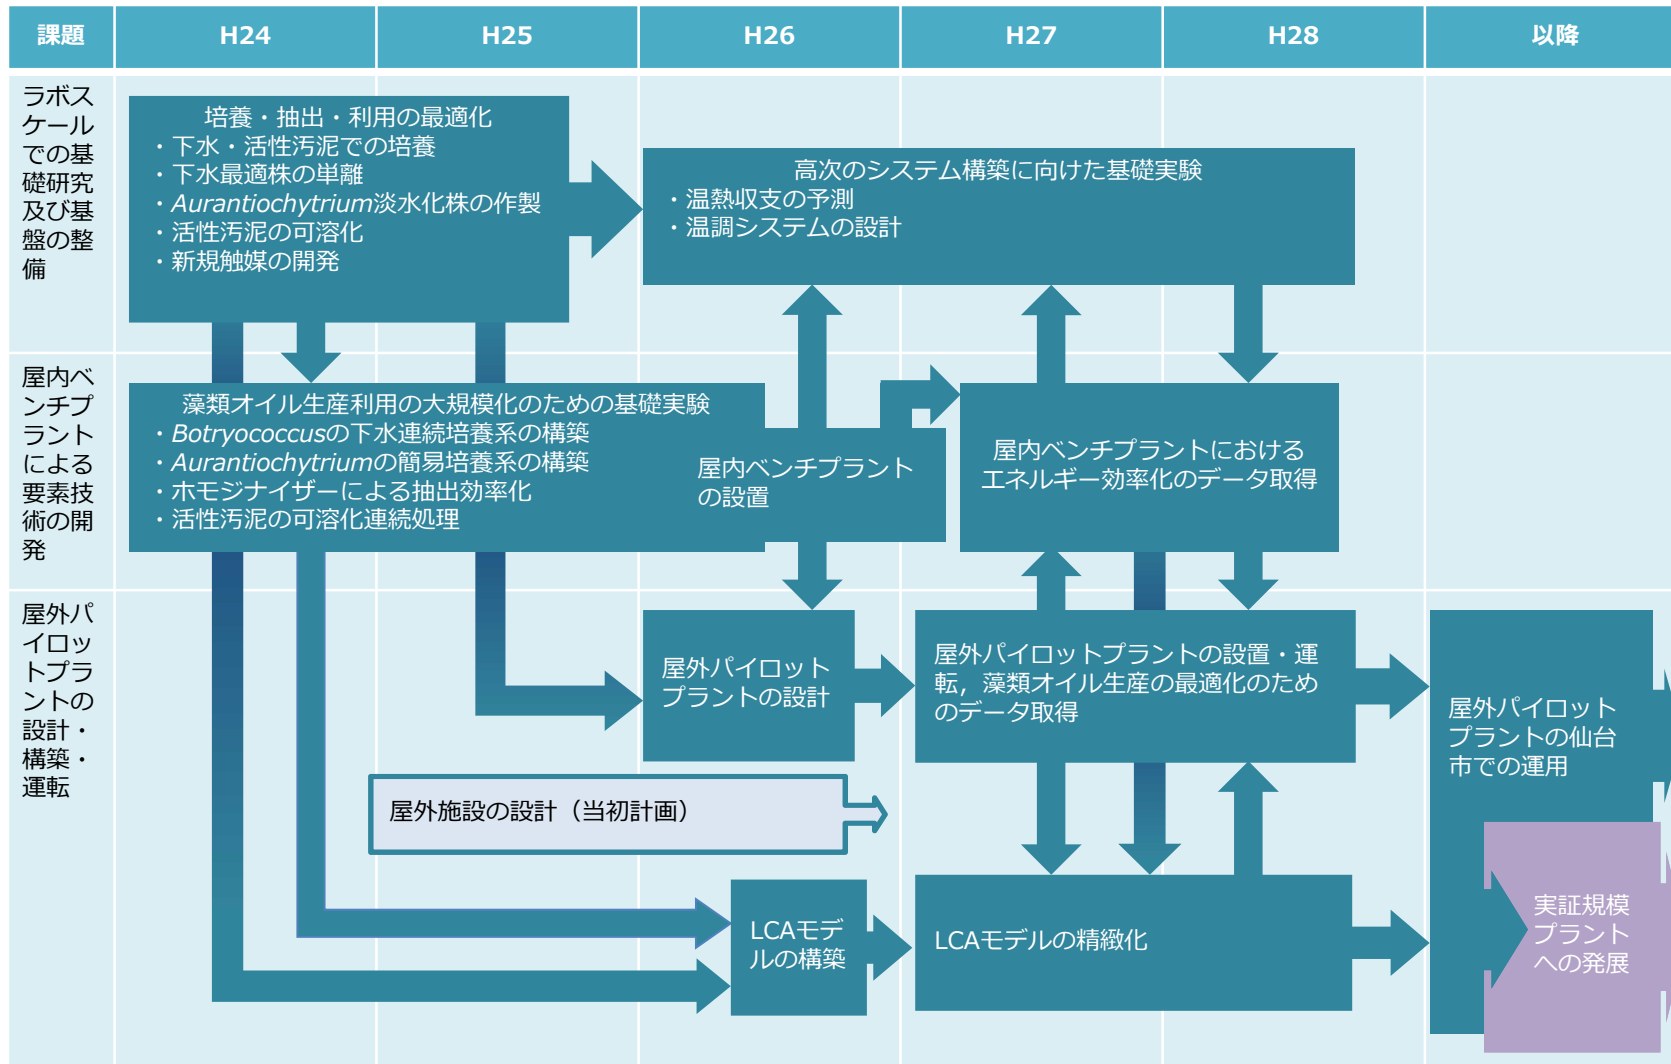 課題
H24
H25
H26
H27
H28
以降
ラボス
ケール
での基
礎研究
及び基
盤の整
備
培養・抽出・利用の最適化
・下水・活性汚泥での培養
・下水最適株の単離
・Aurantiochytrium淡水化株の作製
・活性汚泥の可溶化
・新規触媒の開発
高次のシステム構築に向けた基礎実験
・温熱収支の予測
・温調システムの設計
屋内ベ
ンチプ
ラント
による
要素技
術の開
発
藻類オイル生産利用の大規模化のための基礎実験
・Botryococcusの下水連続培養系の構築
・Aurantiochytriumの簡易培養系の構築
・ホモジナイザーによる抽出効率化
・活性汚泥の可溶化連続処理
屋内ベンチプラント
の設置
屋内ベンチプラントにおける
エネルギー効率化のデータ取得
屋外パ
イロッ
トプラ
ントの
設計・
構築・
運転
屋外パイロット
プラントの設計
屋外パイロットプラントの設置・運
転，藻類オイル生産の最適化のため
のデータ取得
屋外パイロット
プラントの仙台
市での運用
屋外施設の設計（当初計画）
LCAモデ
ルの構築
LCAモデルの精緻化
実証規模
プラント
への発展